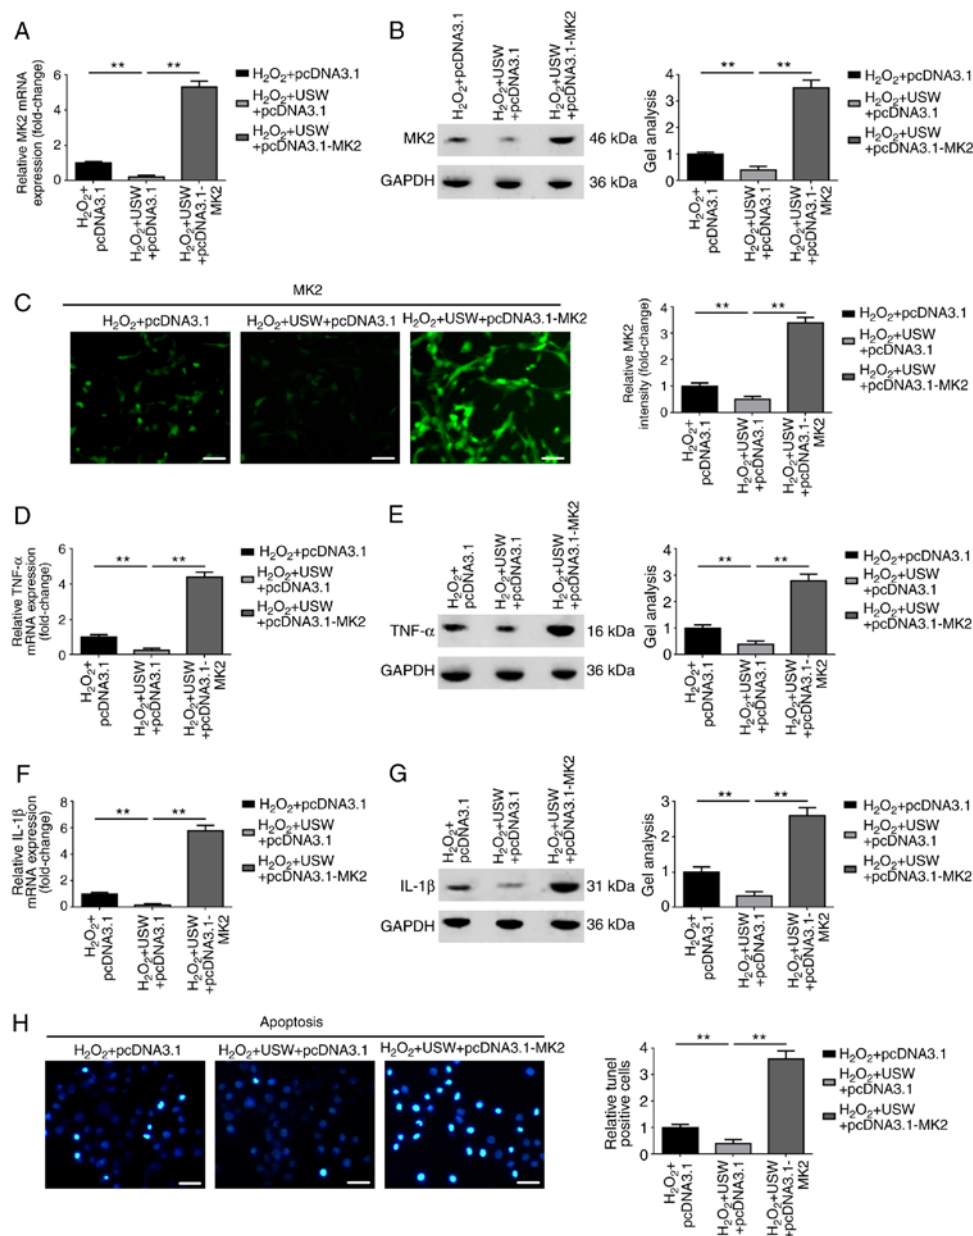 A
Relative MK2 mRNA
expression (fold-change)
6
4
2
0
**
**
H2O2+
pcDNA3.1
H2O2+USW
+pcDNA3.1
H2O2+USW
+pcDNA3.1-
MK2
H2O2+pcDNA3.1
H2O2+USW
+pcDNA3.1
H2O2+USW
+pcDNA3.1-MK2
B
H2O2+pcDNA3.1
H2O2+USW
+pcDNA3.1
H2O2+USW
+pcDNA3.1-MK2
MK2
46 kDa
GAPDH
36 kDa
Gel analysis
4
3
2
1
0
**
**
H2O2+
pcDNA3.1
H2O2+USW
+pcDNA3.1
H2O2+USW
+pcDNA3.1-
MK2
H2O2+pcDNA3.1
H2O2+USW
+pcDNA3.1
H2O2+USW
+pcDNA3.1-MK2
C
MK2
H2O2+pcDNA3.1
H2O2+USW+pcDNA3.1
H2O2+USW+pcDNA3.1-MK2
Relative MK2
intensity (fold-change)
4
3
2
1
0
**
**
H2O2+
pcDNA3.1
H2O2+USW
+pcDNA3.1
H2O2+USW
+pcDNA3.1-
MK2
H2O2+pcDNA3.1
H2O2+USW
+pcDNA3.1
H2O2+USW
+pcDNA3.1-MK2
D
Relative TNF-α
mRNA expression
(fold-change)
6
4
2
0
**
**
H2O2+
pcDNA3.1
H2O2+USW
+pcDNA3.1
H2O2+USW
+pcDNA3.1-
MK2
H2O2+pcDNA3.1
H2O2+USW
+pcDNA3.1
H2O2+USW
+pcDNA3.1-MK2
E
H2O2+
pcDNA3.1
H2O2+USW
+pcDNA3.1
H2O2+USW
+pcDNA3.1-MK2
TNF-α
16 kDa
GAPDH
36 kDa
Gel analysis
4
3
2
1
0
**
**
H2O2+
pcDNA3.1
H2O2+USW
+pcDNA3.1
H2O2+USW
+pcDNA3.1-
MK2
H2O2+pcDNA3.1
H2O2+USW
+pcDNA3.1
H2O2+USW
+pcDNA3.1-MK2
F
Relative IL-1β
mRNA expression
(fold-change)
8
6
4
2
0
**
**
H2O2+
pcDNA3.1
H2O2+USW
+pcDNA3.1
H2O2+USW
+pcDNA3.1-
MK2
H2O2+pcDNA3.1
H2O2+USW
+pcDNA3.1
H2O2+USW
+pcDNA3.1-MK2
G
H2O2+
pcDNA3.1
H2O2+USW
+pcDNA3.1
H2O2+USW
+pcDNA3.1-MK2
IL-1β
31 kDa
GAPDH
36 kDa
Gel analysis
3
2
1
0
**
**
H2O2+
pcDNA3.1
H2O2+USW
+pcDNA3.1
H2O2+USW
+pcDNA3.1-
MK2
H2O2+pcDNA3.1
H2O2+USW
+pcDNA3.1
H2O2+USW
+pcDNA3.1-MK2
H
Apoptosis
H2O2+pcDNA3.1
H2O2+USW+pcDNA3.1
H2O2+USW+pcDNA3.1-MK2
Relative tunel
positive cells
4
3
2
1
0
**
**
H2O2+
pcDNA3.1
H2O2+USW
+pcDNA3.1
H2O2+USW
+pcDNA3.1-
MK2
H2O2+pcDNA3.1
H2O2+USW
+pcDNA3.1
H2O2+USW
+pcDNA3.1-MK2